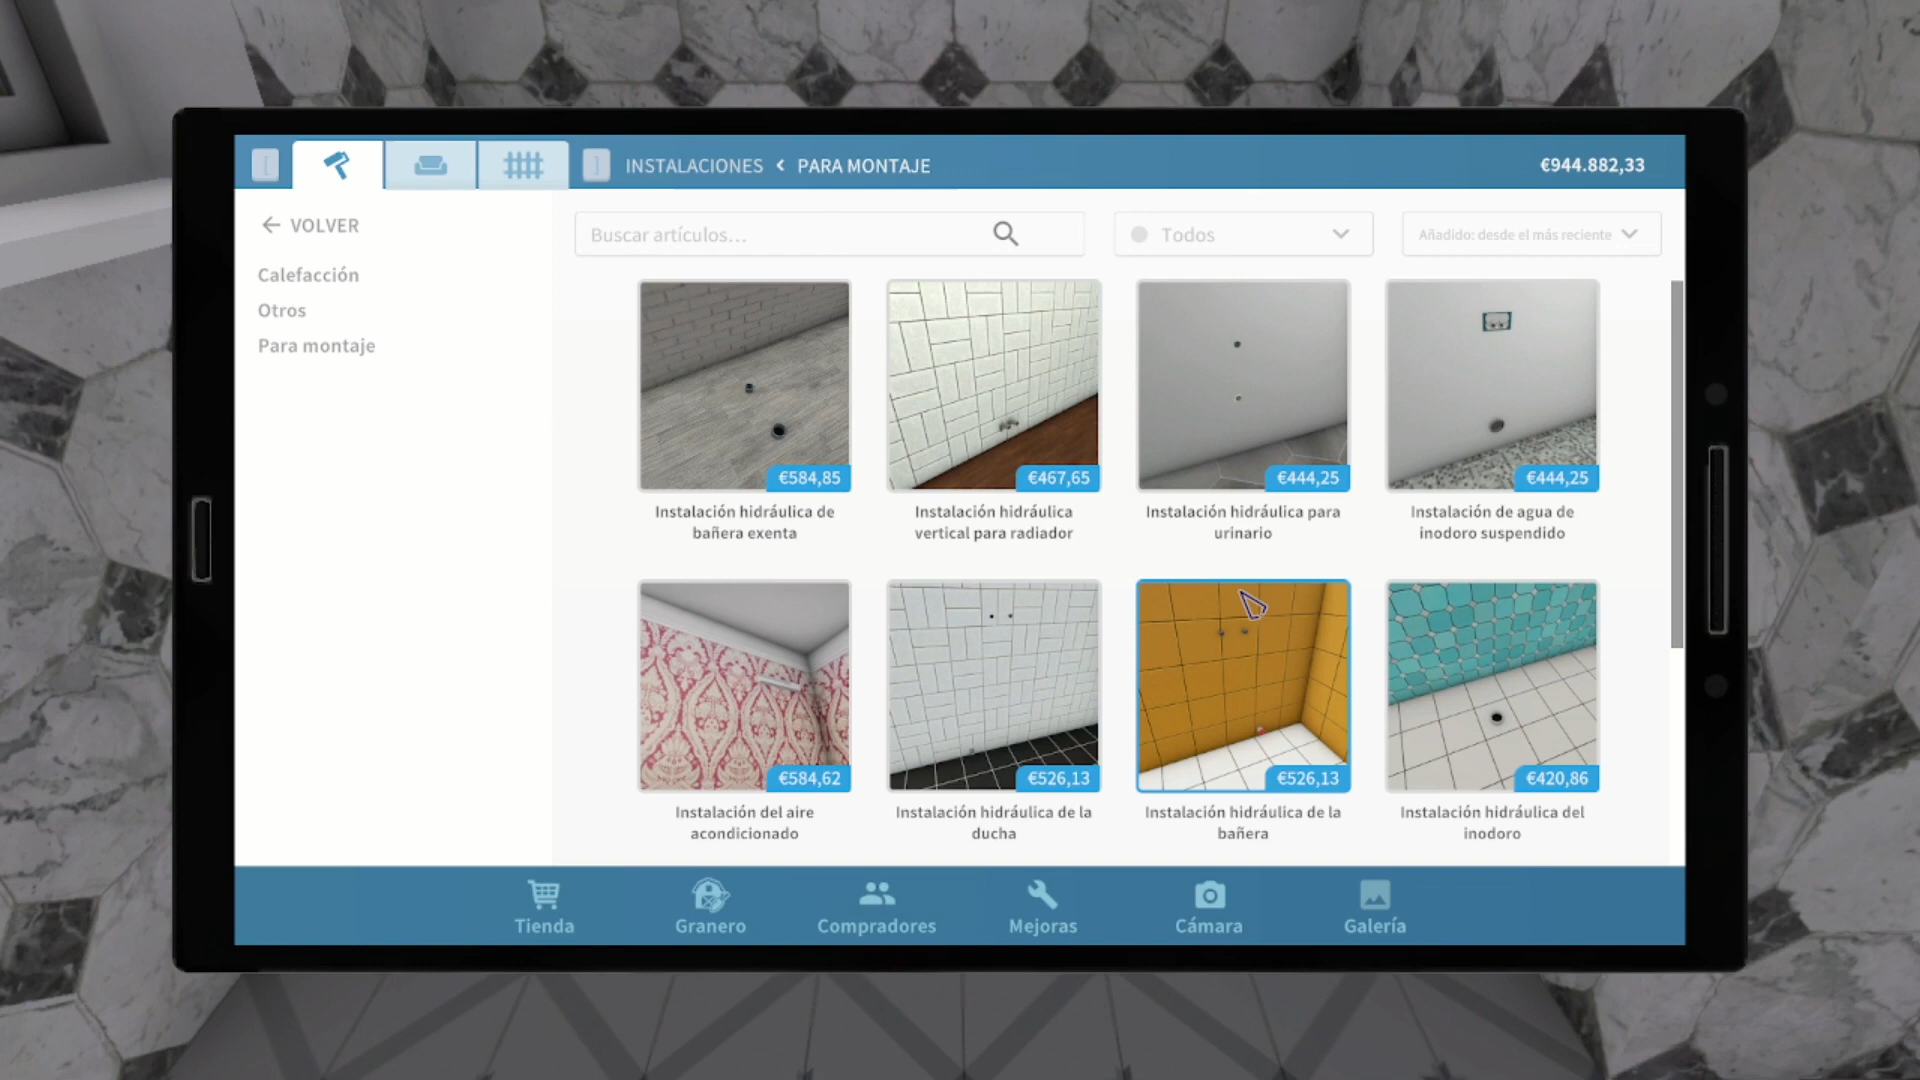 [
]
INSTALACIONES < PARA MONTAJE
€944.882,33
← VOLVER
Calefacción
Otros
Para montaje
Buscar artículos...
Todos
Añadido: desde el más reciente
€584,85
Instalación hidráulica de
bañera exenta
€467,65
Instalación hidráulica
vertical para radiador
€444,25
Instalación hidráulica para
urinario
€444,25
Instalación de agua de
inodoro suspendido
€584,62
Instalación del aire
acondicionado
€526,13
Instalación hidráulica de la
ducha
€526,13
Instalación hidráulica de la
bañera
€420,86
Instalación hidráulica del
inodoro
Tienda
Granero
Compradores
Mejoras
Cámara
Galería